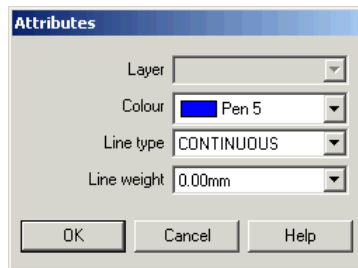 Attributes
Layer
Colour Pen 5
Line type CONTINUOUS
Line weight 0.00mm
OK Cancel Help